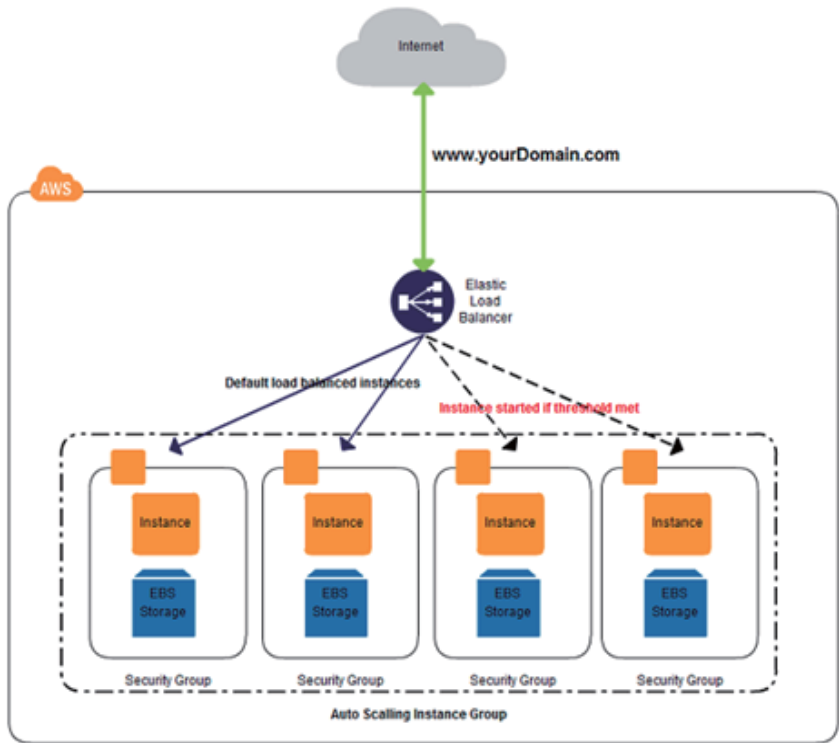 Internet
www.yourDomain.com
AWS
Elastic
Load
Balancer
Default load balanced instances
Instance started if threshold met
Instance
Instance
Instance
Instance
EBS
Storage
EBS
Storage
EBS
Storage
EBS
Storage
Security Group
Security Group
Security Group
Security Group
Auto Scalling Instance Group